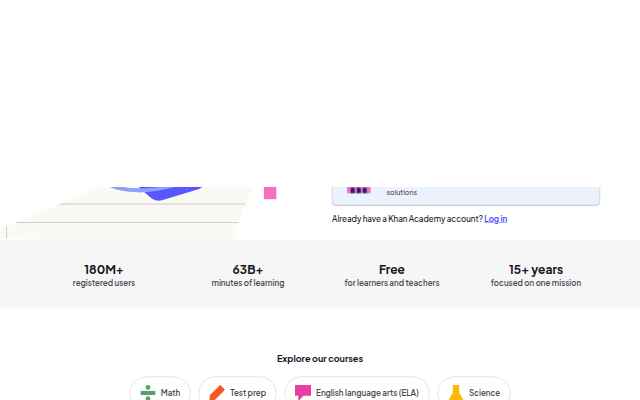 solutions
Already have a Khan Academy account? Log in
180M+
registered users
63B+
minutes of learning
Free
for learners and teachers
15+ years
focused on one mission
Explore our courses
Math
Test prep
English language arts (ELA)
Science